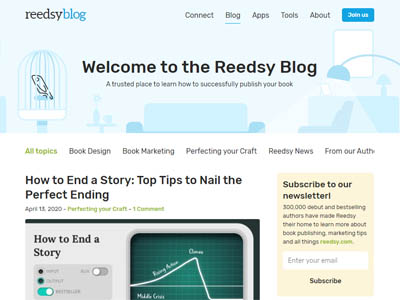 reedsyblog
Connect Blog Apps Tools About Join us
Welcome to the Reedsy Blog
A trusted place to learn how to successfully publish your book
All topics Book Design Book Marketing Perfecting your Craft Reedsy News From our Autho
How to End a Story: Top Tips to Nail the
Perfect Ending
April 13, 2020 – Perfecting your Craft – 1 Comment
How to End a
Story
INPUT
AUX
OUTPUT
BESTSELLER
Rising Action
Climax
Middle Crisis
Subscribe to our
newsletter!
300,000 debut and bestselling
authors have made Reedsy
their home to learn more about
book publishing, marketing tips
and all things reedsy.com.
Enter your email
Subscribe